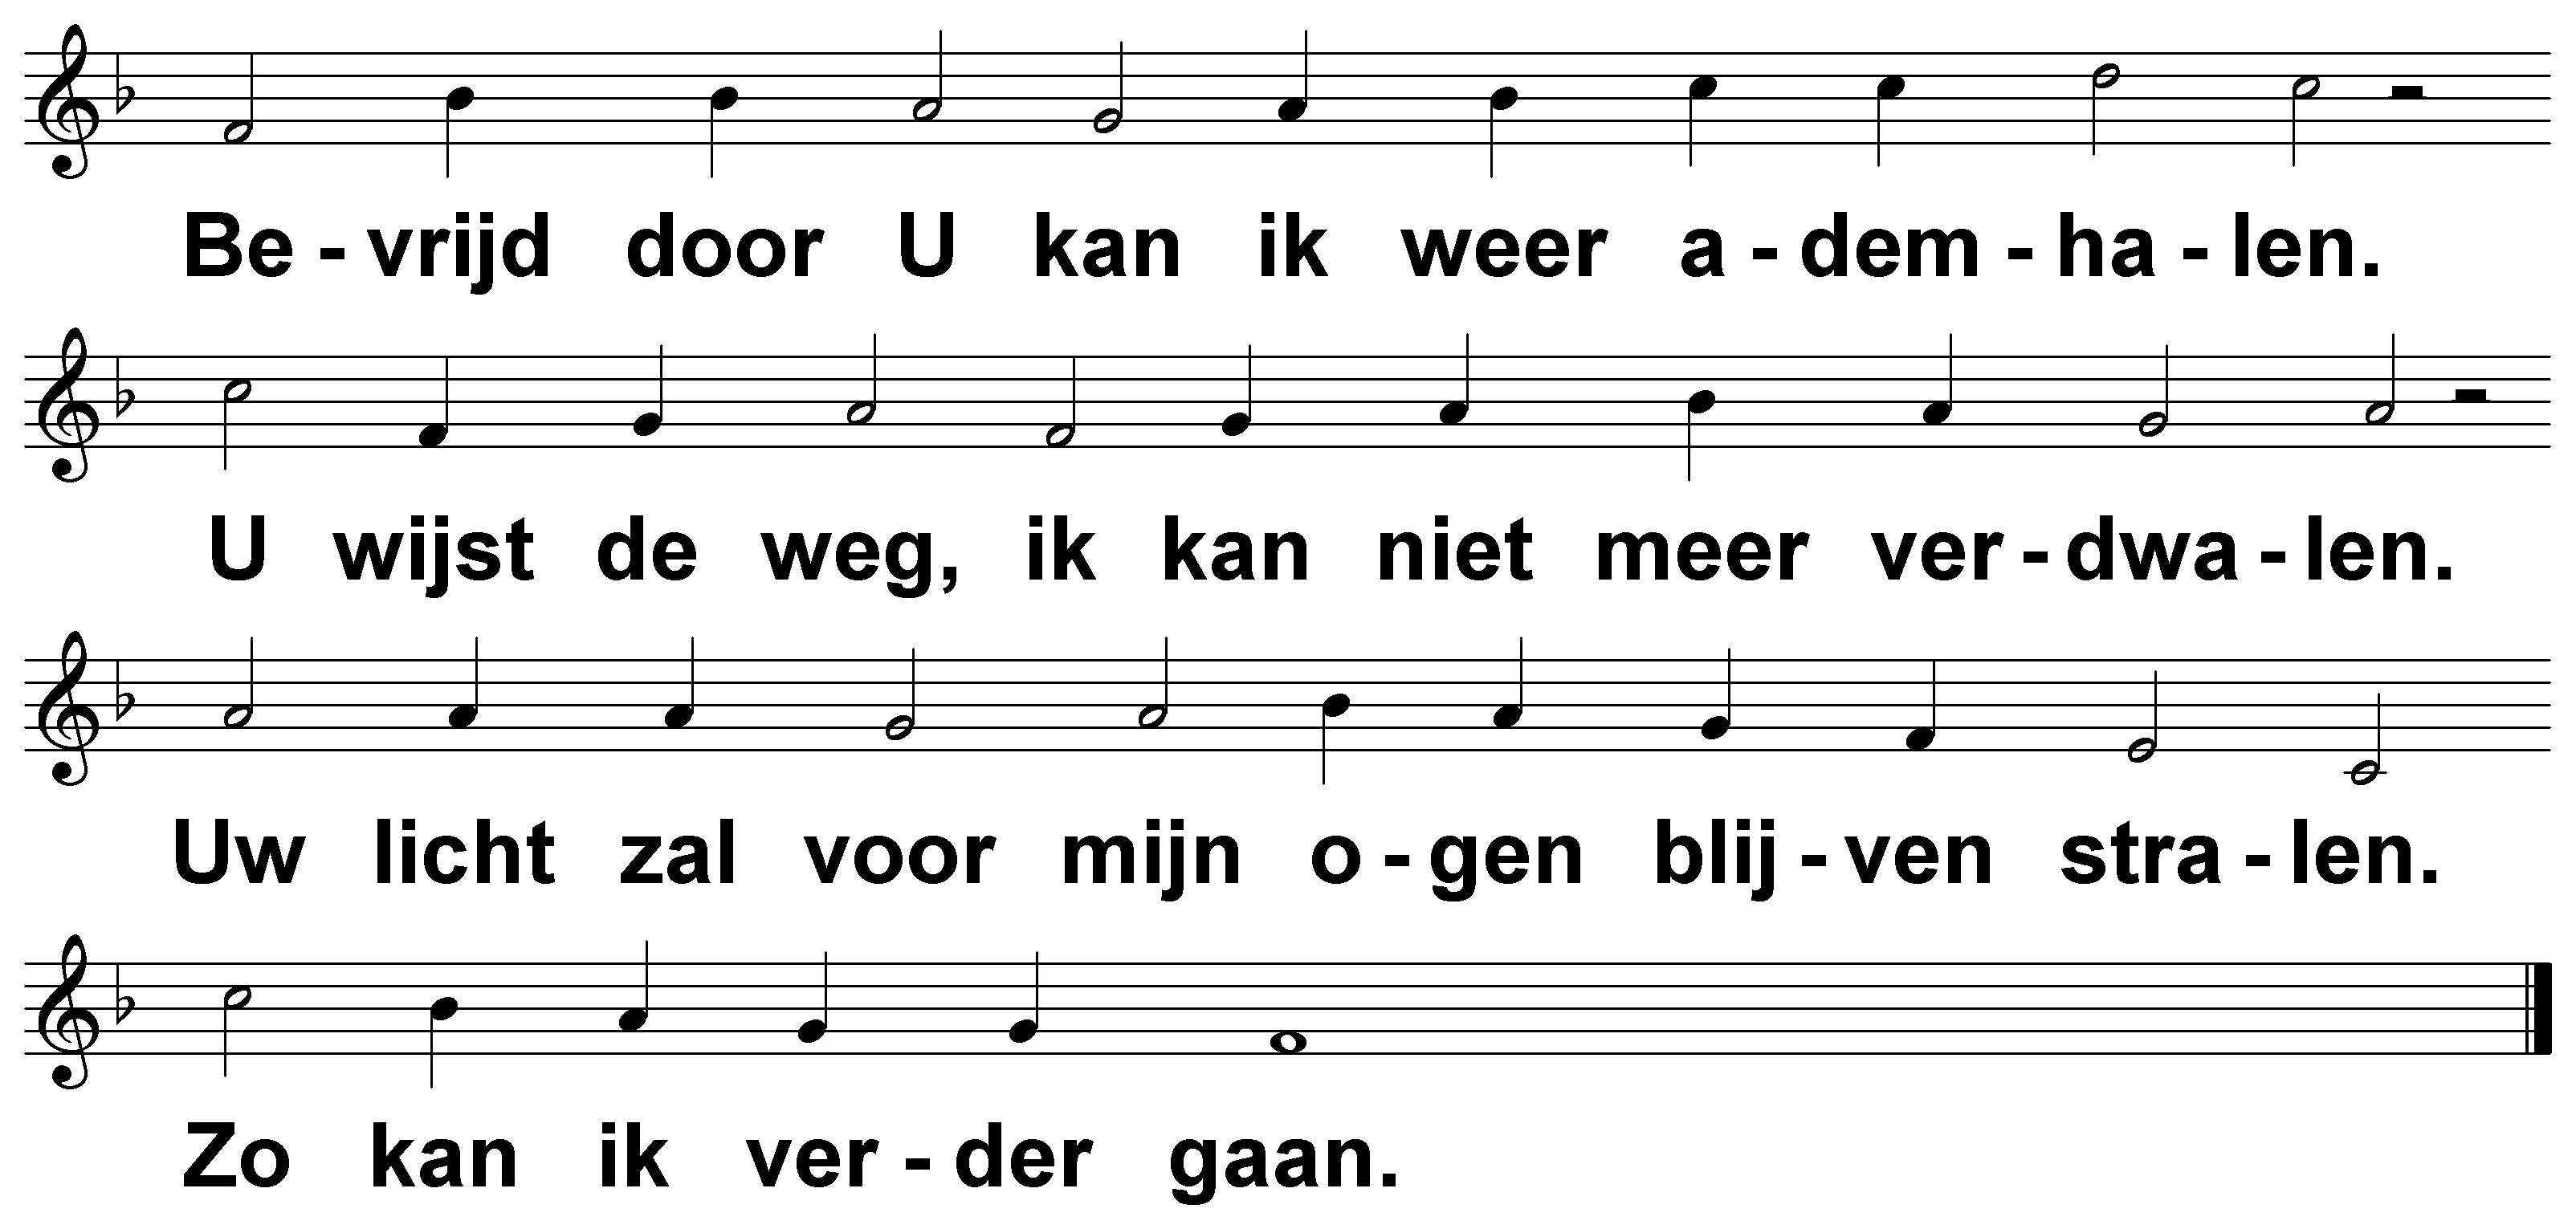 Be - vrijd door U kan ik weer a - dem - ha - len.
U wijst de weg, ik kan niet meer ver - dwa - len.
Uw licht zal voor mijn o - gen blij - ven stra - len.
Zo kan ik ver - der gaan.